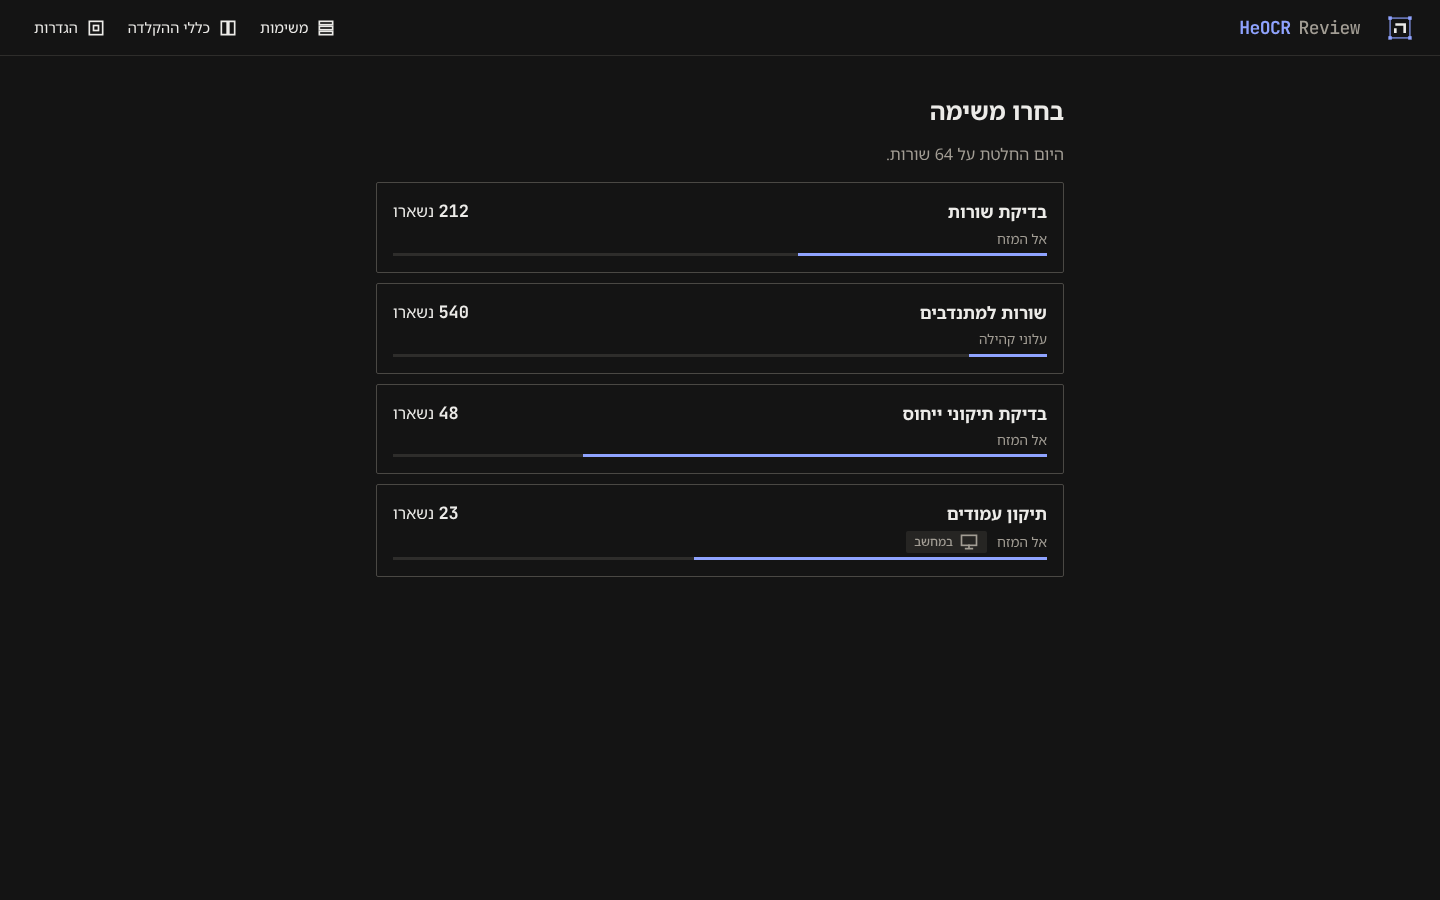 HeOCR Review
משימות
כללי ההקלדה
הגדרות
בחרו משימה
היום החלטת על 64 שורות.
בדיקת שורות
212 נשארו
אל המזח
שורות למתנדבים
540 נשארו
עלוני קהילה
בדיקת תיקוני ייחוס
48 נשארו
אל המזח
תיקון עמודים
23 נשארו
אל המזח
במחשב